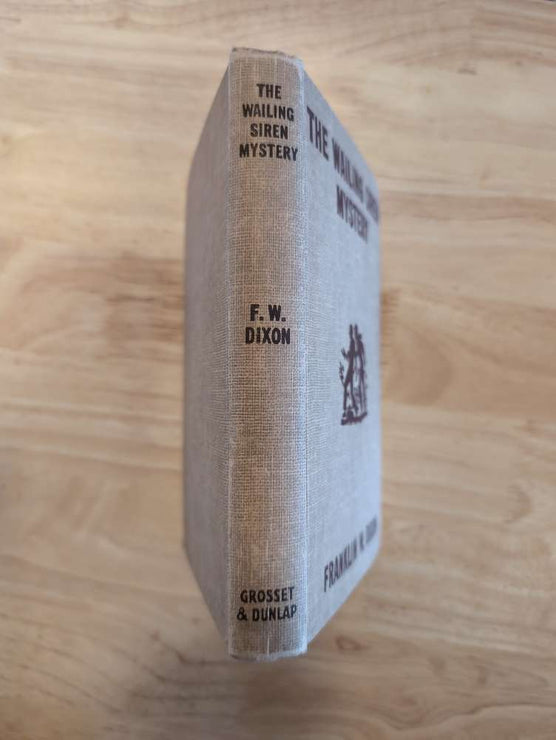 THE
WAILING
SIREN
MYSTERY
F. W.
DIXON
GROSSET
& DUNLAP
THE WAILING SIREN
MYSTERY
FRANKLIN W. DIXON